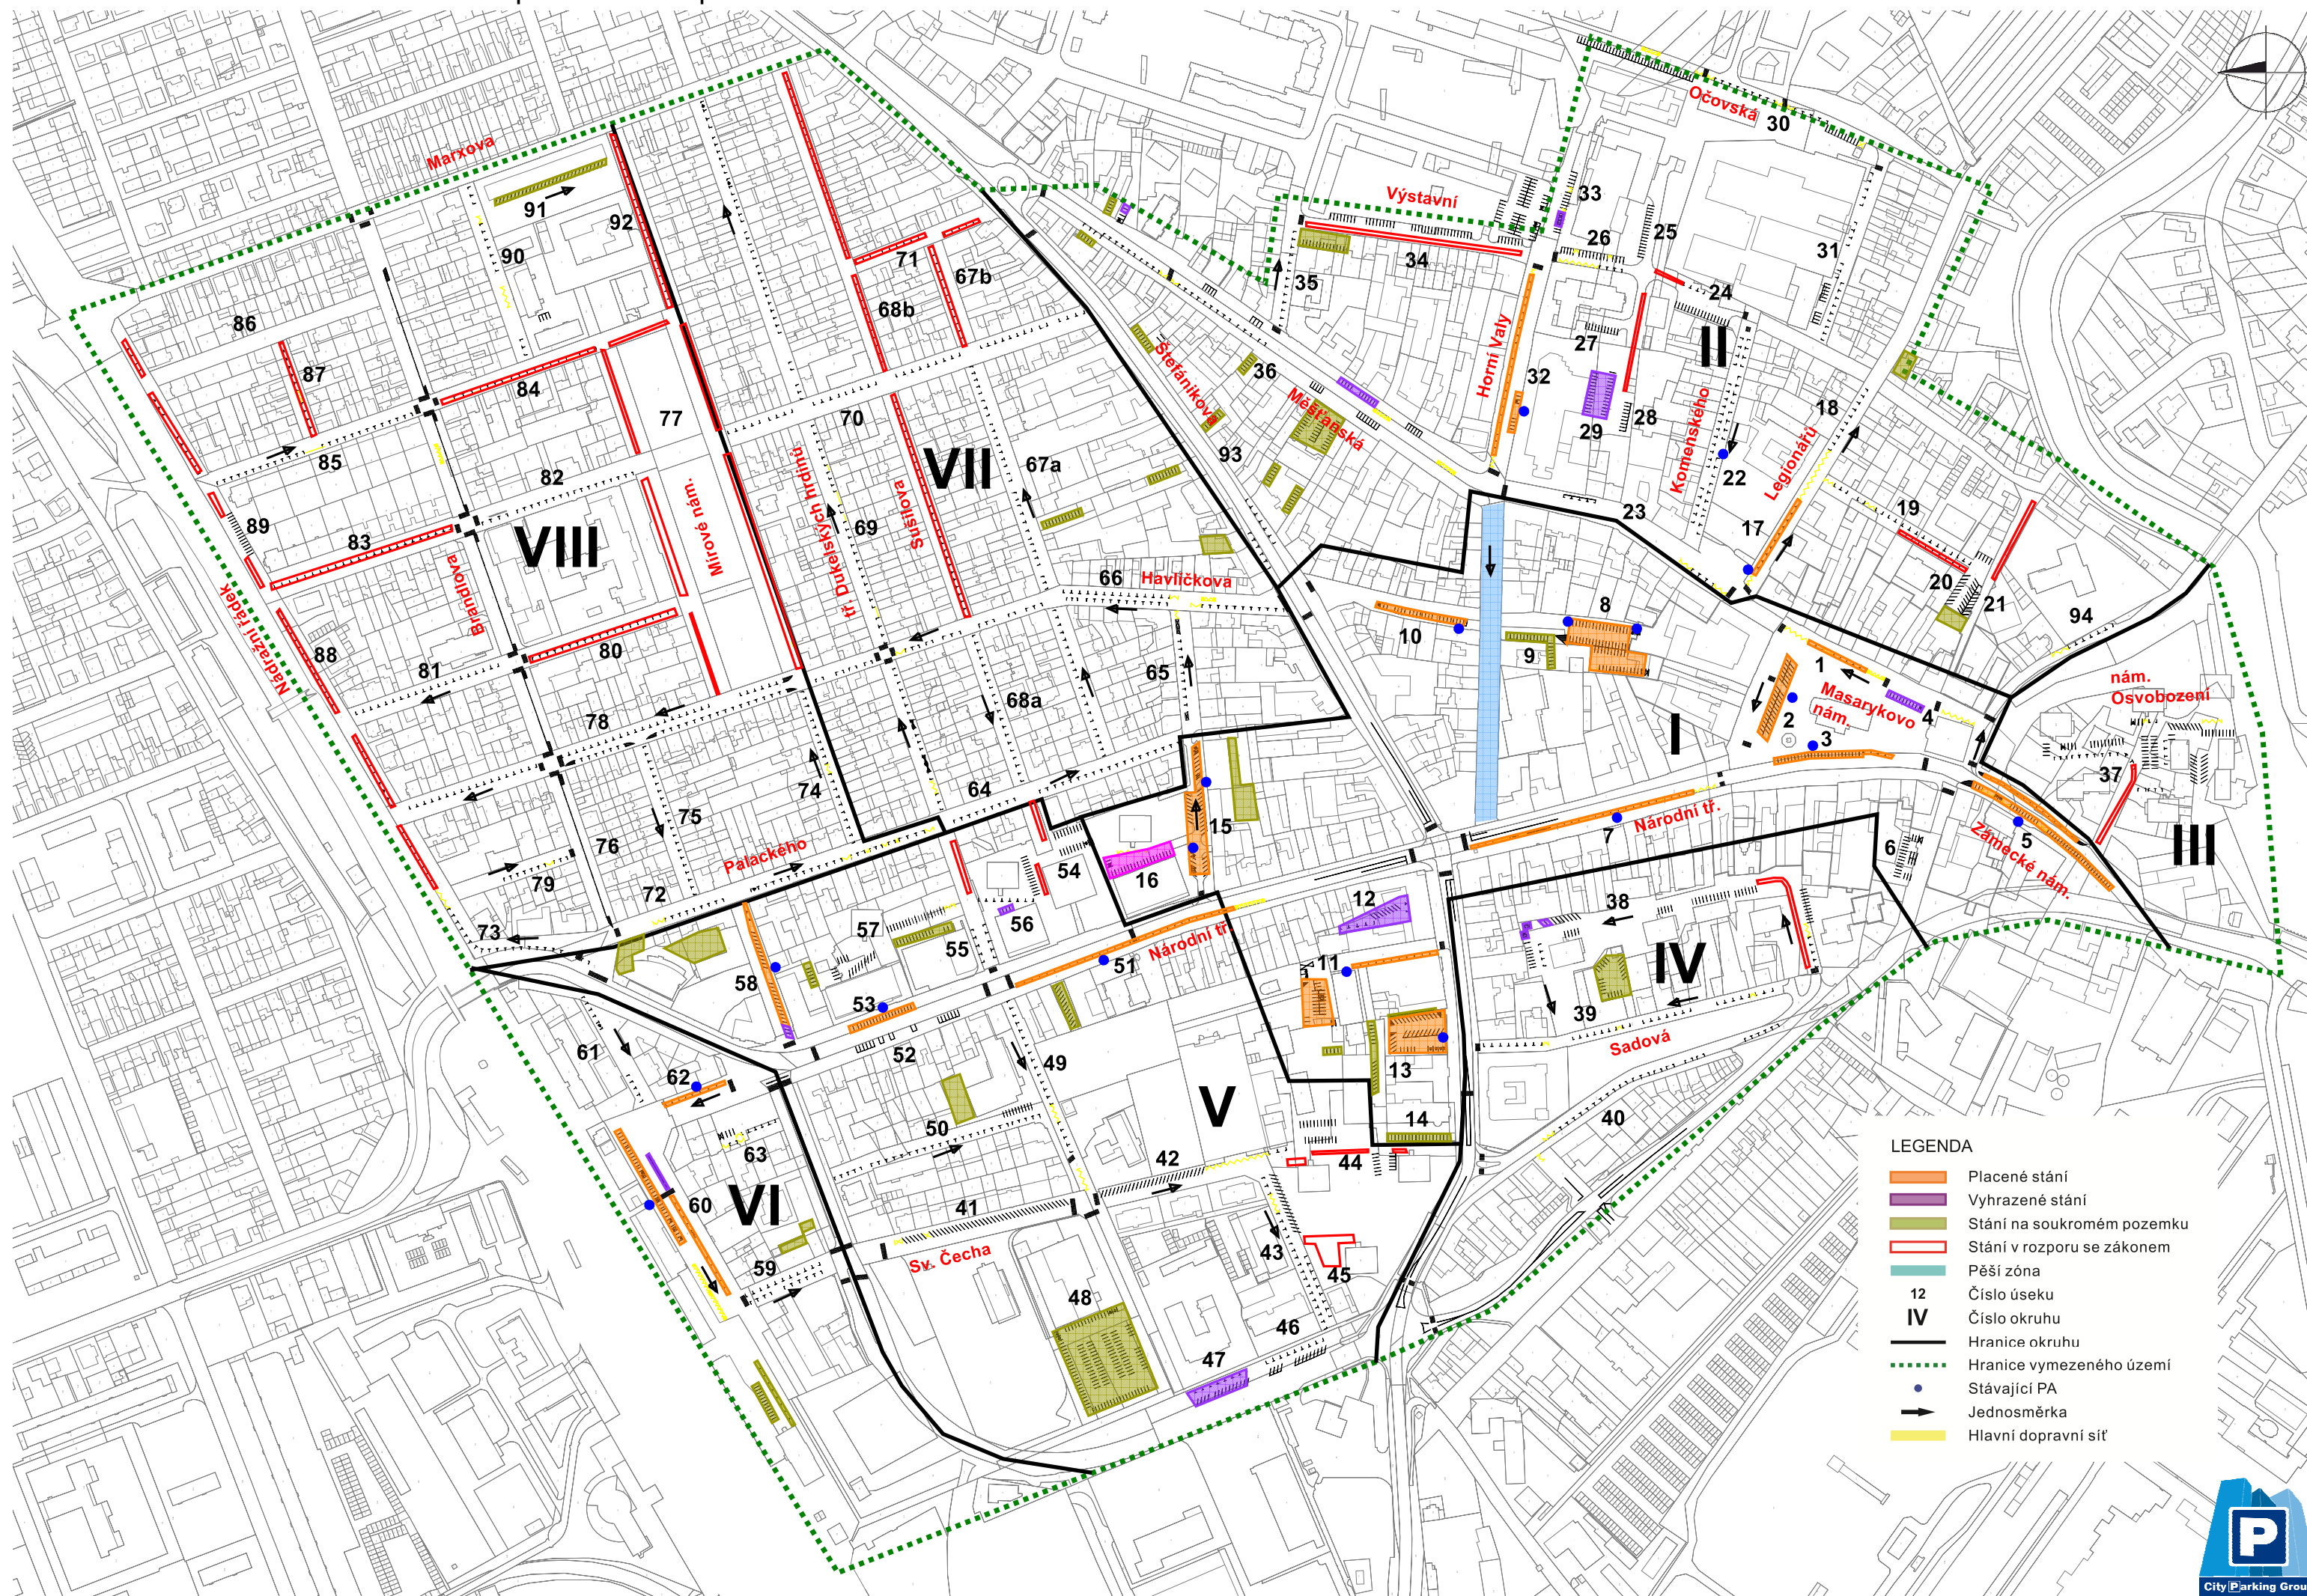 Očovská
30
Marxova
91
92
90
33
Výstavní
26
25
31
34
71
67b
35
24
86
68b
II
27
87
Štefánikova
36
Horní Valy
32
84
Měšťanská
28
Komenského
18
77
70
29
93
Legionářů
85
VII
67a
22
82
Mírové nám.
tř. Dukelských hrdinů
69
Sušilova
23
19
17
89
83
VIII
Brandlova
66
Havlíčkova
20
21
8
94
10
9
88
Nádražní řádek
81
80
65
1
nám.
Osvobození
68a
Masarykovo
nám.
4
78
2
I
3
37
74
64
75
15
7
Národní tř.
5
III
Zámecké nám.
76
Palackého
6
54
16
79
72
12
38
57
56
73
55
51
Národní tř.
11
IV
58
53
39
Sadová
61
52
49
13
62
V
50
14
40
63
42
44
VI
60
41
43
59
Sv. Čecha
45
48
46
47
LEGENDA
Placené stání
Vyhrazené stání
Stání na soukromém pozemku
Stání v rozporu se zákonem
Pěší zóna
12 Číslo úseku
IV Číslo okruhu
Hranice okruhu
Hranice vymezeného území
Stávající PA
Jednosměrka
Hlavní dopravní síť
P
City Parking Grou